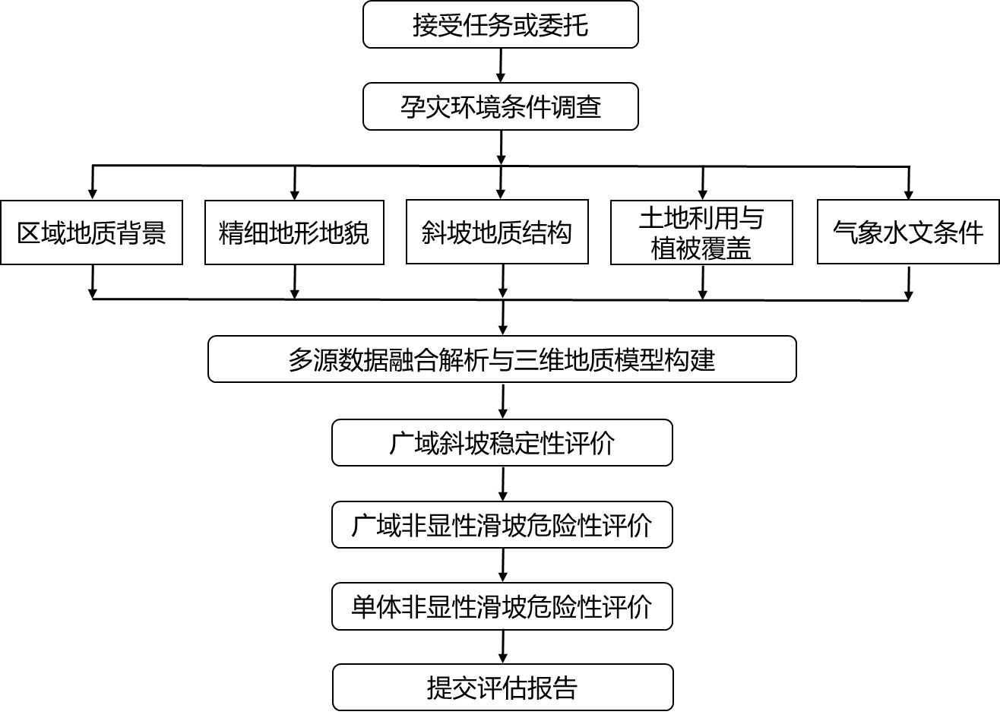 接受任务或委托
孕灾环境条件调查
区域地质背景
精细地形地貌
斜坡地质结构
土地利用与
植被覆盖
气象水文条件
多源数据融合解析与三维地质模型构建
广域斜坡稳定性评价
广域非显性滑坡危险性评价
单体非显性滑坡危险性评价
提交评估报告